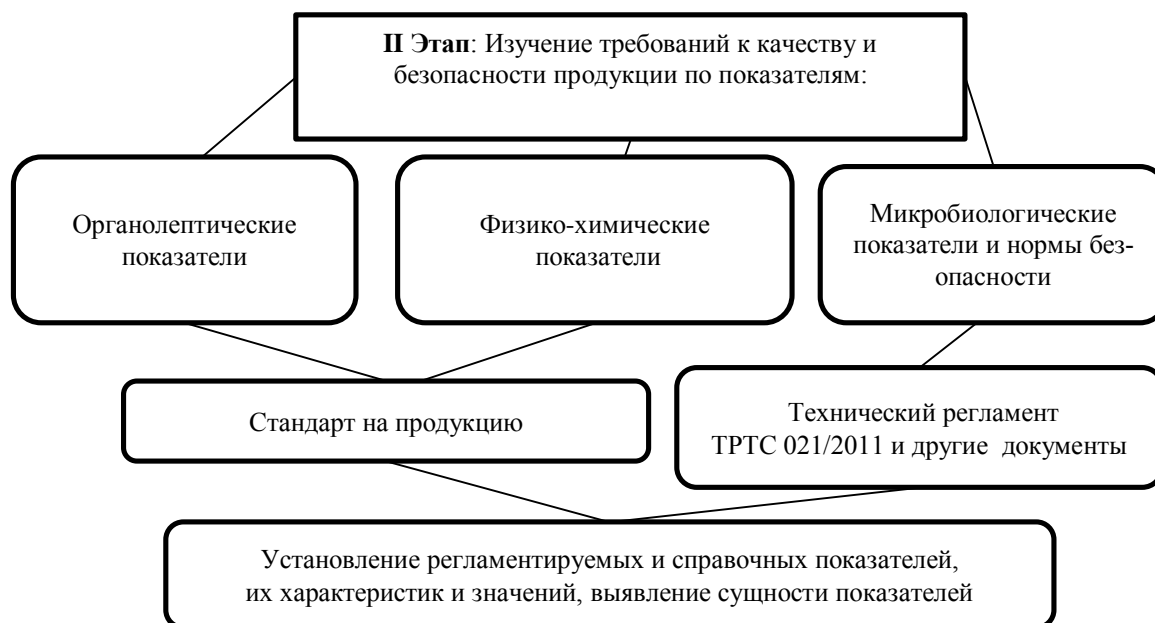 II Этап: Изучение требований к качеству и
безопасности продукции по показателям:
Органолептические
показатели
Физико-химические
показатели
Микробиологические
показатели и нормы без-
опасности
Стандарт на продукцию
Технический регламент
ТРТС 021/2011 и другие документы
Установление регламентируемых и справочных показателей,
их характеристик и значений, выявление сущности показателей